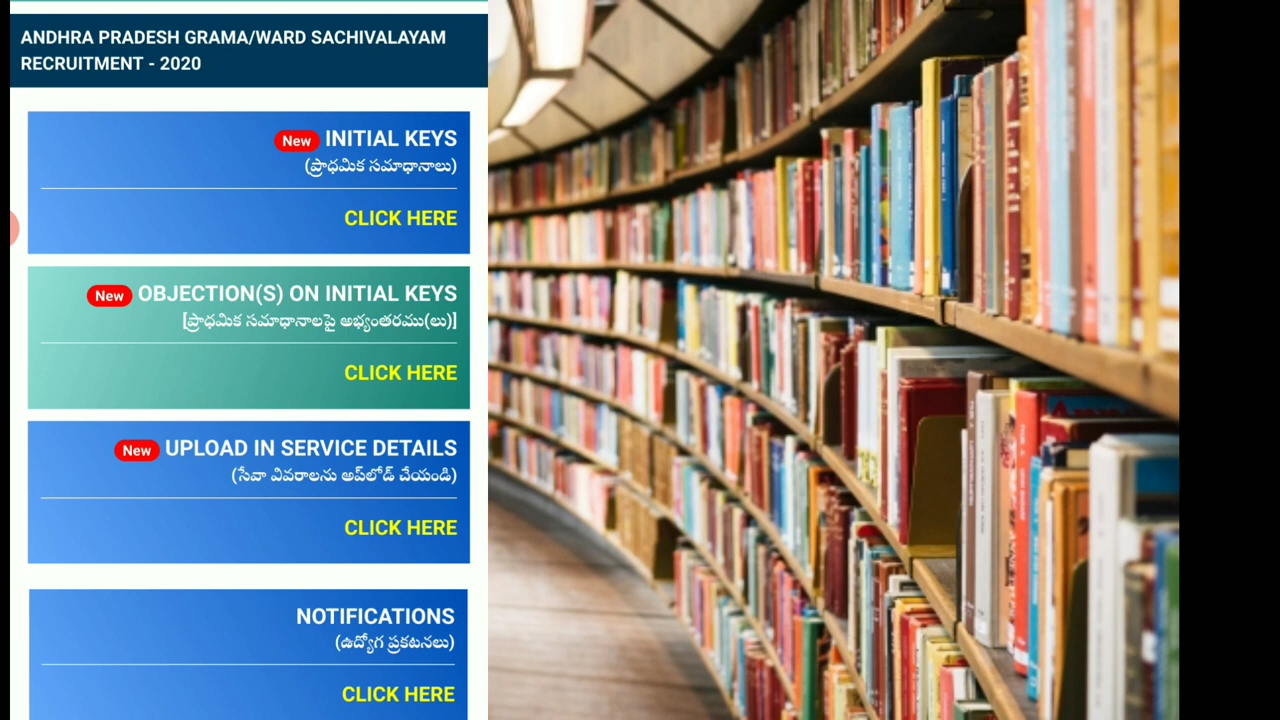 ANDHRA PRADESH GRAMA/WARD SACHIVALAYAM
RECRUITMENT - 2020
New INITIAL KEYS
(ప్రాధమిక సమాధానాలు)
CLICK HERE
New OBJECTION(S) ON INITIAL KEYS
[ప్రాధమిక సమాధానాలపై అభ్యంతరము(లు)]
CLICK HERE
New UPLOAD IN SERVICE DETAILS
(సేవా వివరాలను అప్‌లోడ్ చేయండి)
CLICK HERE
NOTIFICATIONS
(ఉద్యోగ ప్రకటనలు)
CLICK HERE